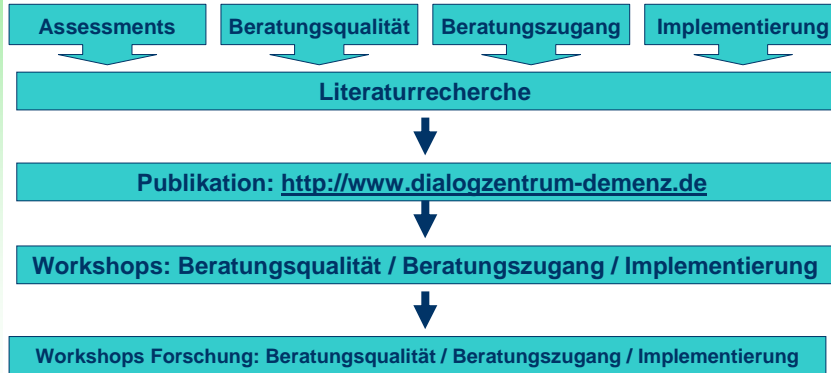 Assessments Beratungsqualität Beratungszugang Implementierung
Literaturrecherche
Publikation: http://www.dialogzentrum-demenz.de
Workshops: Beratungsqualität / Beratungszugang / Implementierung
Workshops Forschung: Beratungsqualität / Beratungszugang / Implementierung